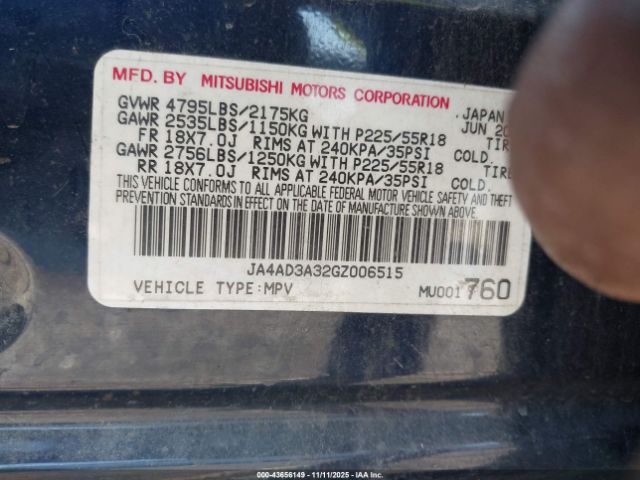 MFD. BY MITSUBISHI MOTORS CORPORATION
GVWR 4795LBS/2175KG JAPAN
GAWR 2535LBS/1150KG WITH P225/55R18
JUN
FR 18X7.0J RIMS AT 240KPA/35PSI COLD.
GAWR 2756LBS/1250KG WITH P225/55R18
RR 18X7.0J RIMS AT 240KPA/35PSI COLD.
THIS VEHICLE CONFORMS TO ALL APPLICABLE FEDERAL MOTOR VEHICLE SAFETY AND THEFT
PREVENTION STANDARDS IN EFFECT ON THE DATE OF MANUFACTURE SHOWN ABOVE.
JA4AD3A32GZ006515
VEHICLE TYPE:MPV MU001 760
000-43656149 - 11/11/2025 - IAA Inc.